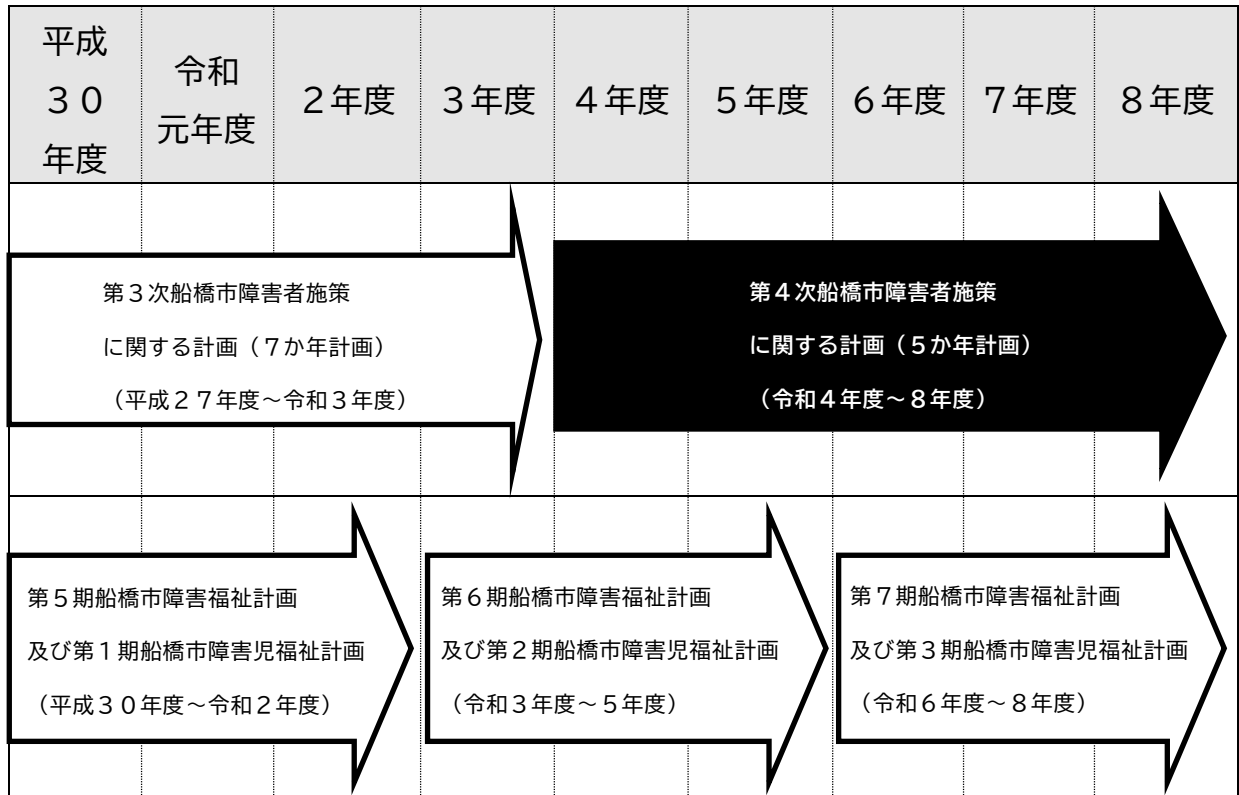 平成
３０
年度
令和
元年度
２年度
３年度
４年度
５年度
６年度
７年度
８年度
第３次船橋市障害者施策
に関する計画（７か年計画）
（平成２７年度～令和３年度）
第４次船橋市障害者施策
に関する計画（５か年計画）
（令和４年度～８年度）
第５期船橋市障害福祉計画
及び第１期船橋市障害児福祉計画
（平成３０年度～令和２年度）
第６期船橋市障害福祉計画
及び第２期船橋市障害児福祉計画
（令和３年度～５年度）
第７期船橋市障害福祉計画
及び第３期船橋市障害児福祉計画
（令和６年度～８年度）